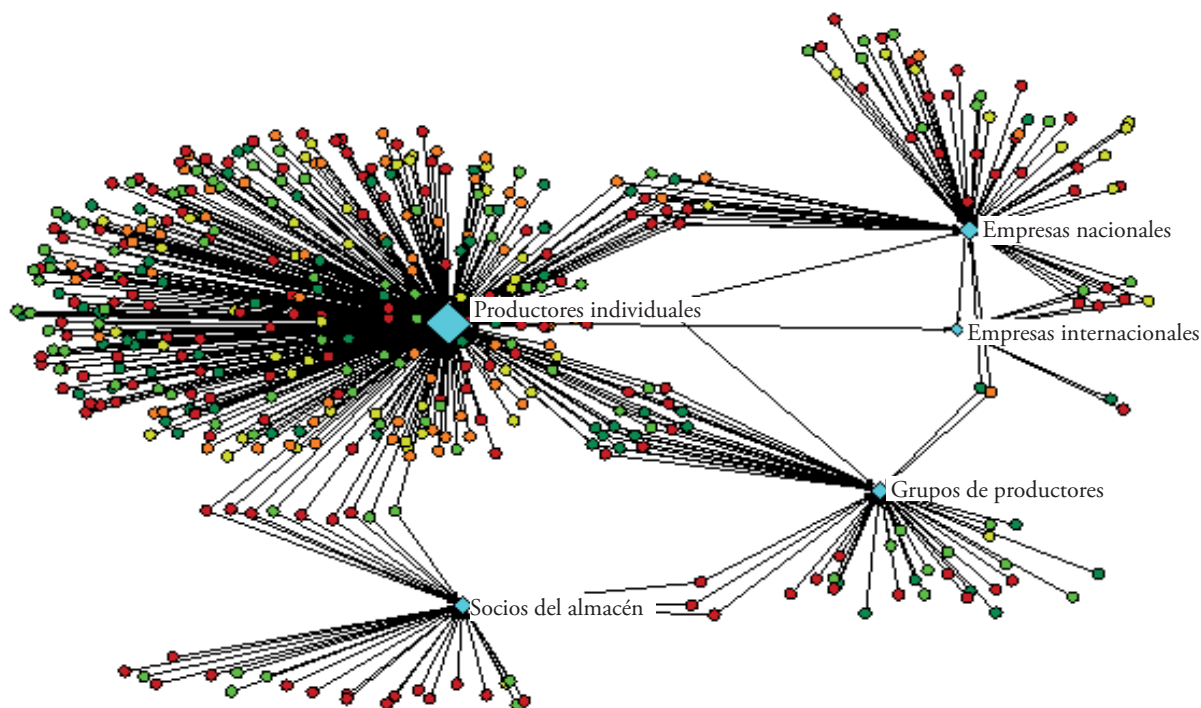 Empresas nacionales
Productores individuales
Empresas internacionales
Grupos de productores
Socios del almacén